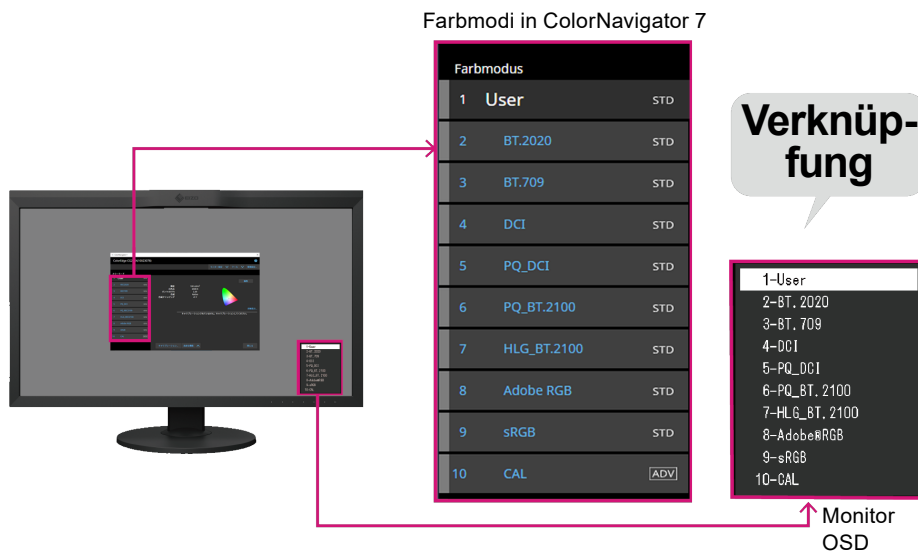 Farbmodi in ColorNavigator 7
Farbmodus
1 User STD
2 BT.2020 STD
3 BT.709 STD
4 DCI STD
5 PQ_DCI STD
6 PQ_BT.2100 STD
7 HLG_BT.2100 STD
8 Adobe RGB STD
9 sRGB STD
10 CAL ADV
Verknüp-
fung
1-User
2-BT.2020
3-BT.709
4-DCI
5-PQ_DCI
6-PQ_BT.2100
7-HLG_BT.2100
8-Adobe®RGB
9-sRGB
10-CAL
Monitor
OSD